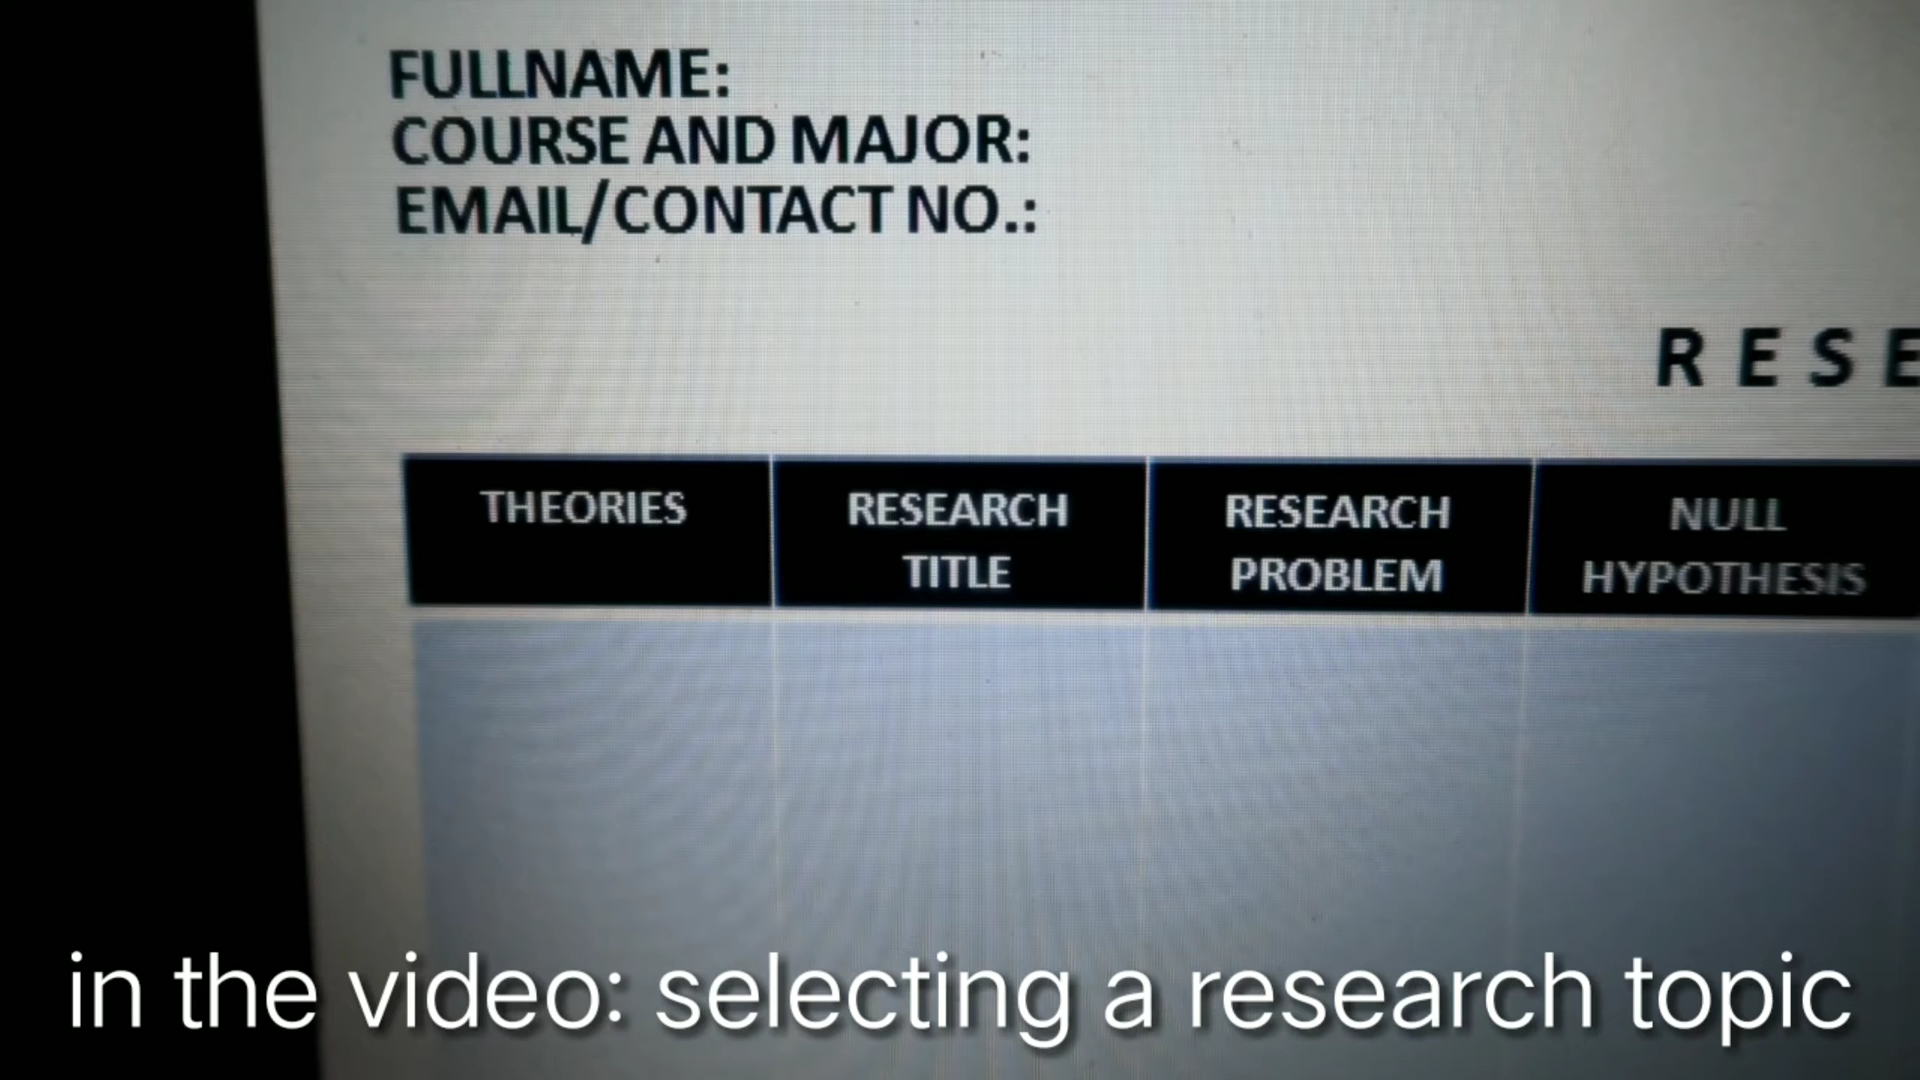 FULLNAME:
COURSE AND MAJOR:
EMAIL/CONTACT NO.:
RESE
THEORIES
RESEARCH
TITLE
RESEARCH
PROBLEM
NULL
HYPOTHESIS
in the video: selecting a research topic